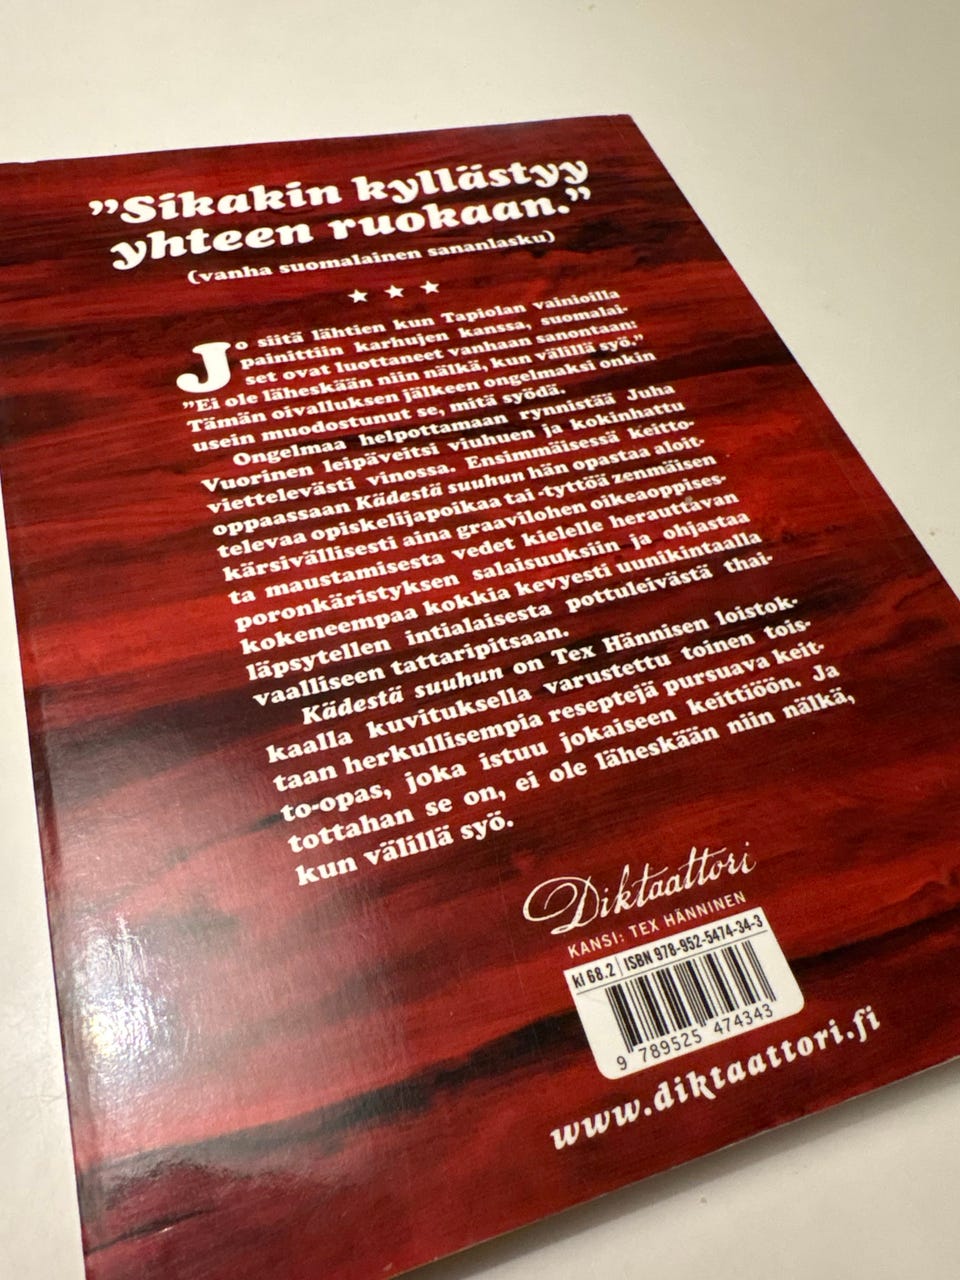 ”Sikakin kyllästyy
yhteen ruokaan.”
(vanha suomalainen sananlasku)
★ ★ ★
Jo siitä lähtien kun Tapiolan vainioilla
painittiin karhujen kanssa, suomalai-
set ovat luottaneet vanhaan sanontaan:
”Ei ole läheskään niin nälkä, kun välillä syö.”
Tämän oivalluksen jälkeen ongelmaksi onkin
usein muodostunut se, mitä syödä.
Ongelmaa helpottamaan rynnistää Juha
Vuorinen leipäveitsi viuhuen ja kokinhattu
viettelevästi vinossa. Ensimmäisessä keitto-
oppaassaan Kädestä suuhun hän opastaa aloit-
televaa opiskelijapoikaa tai -tyttöä zenmäisen
kärsivällisesti aina graavilohen oikeaoppises-
ta maustamisesta vedet kielelle herauttavan
poronkäristyksen salaisuuksiin ja ohjastaa
kokeneempaa kokkia kevyesti uunikintaalla
läpsytellen intialaisesta pottuleivästä thai-
vaalliseen tattaripitsaan.
Kädestä suuhun on Tex Hännisen loistok-
kaalla kuvituksella varustettu toinen tois-
taan herkullisempia reseptejä pursuava keit-
to-opas, joka istuu jokaiseen keittiöön. Ja
tottahan se on, ei ole läheskään niin nälkä,
kun välillä syö.
Diktaattori
KANSI: TEX HÄNNINEN
kl 68.2 ISBN 978-952-5474-34-3
9 789525 474343
www.diktaattori.fi